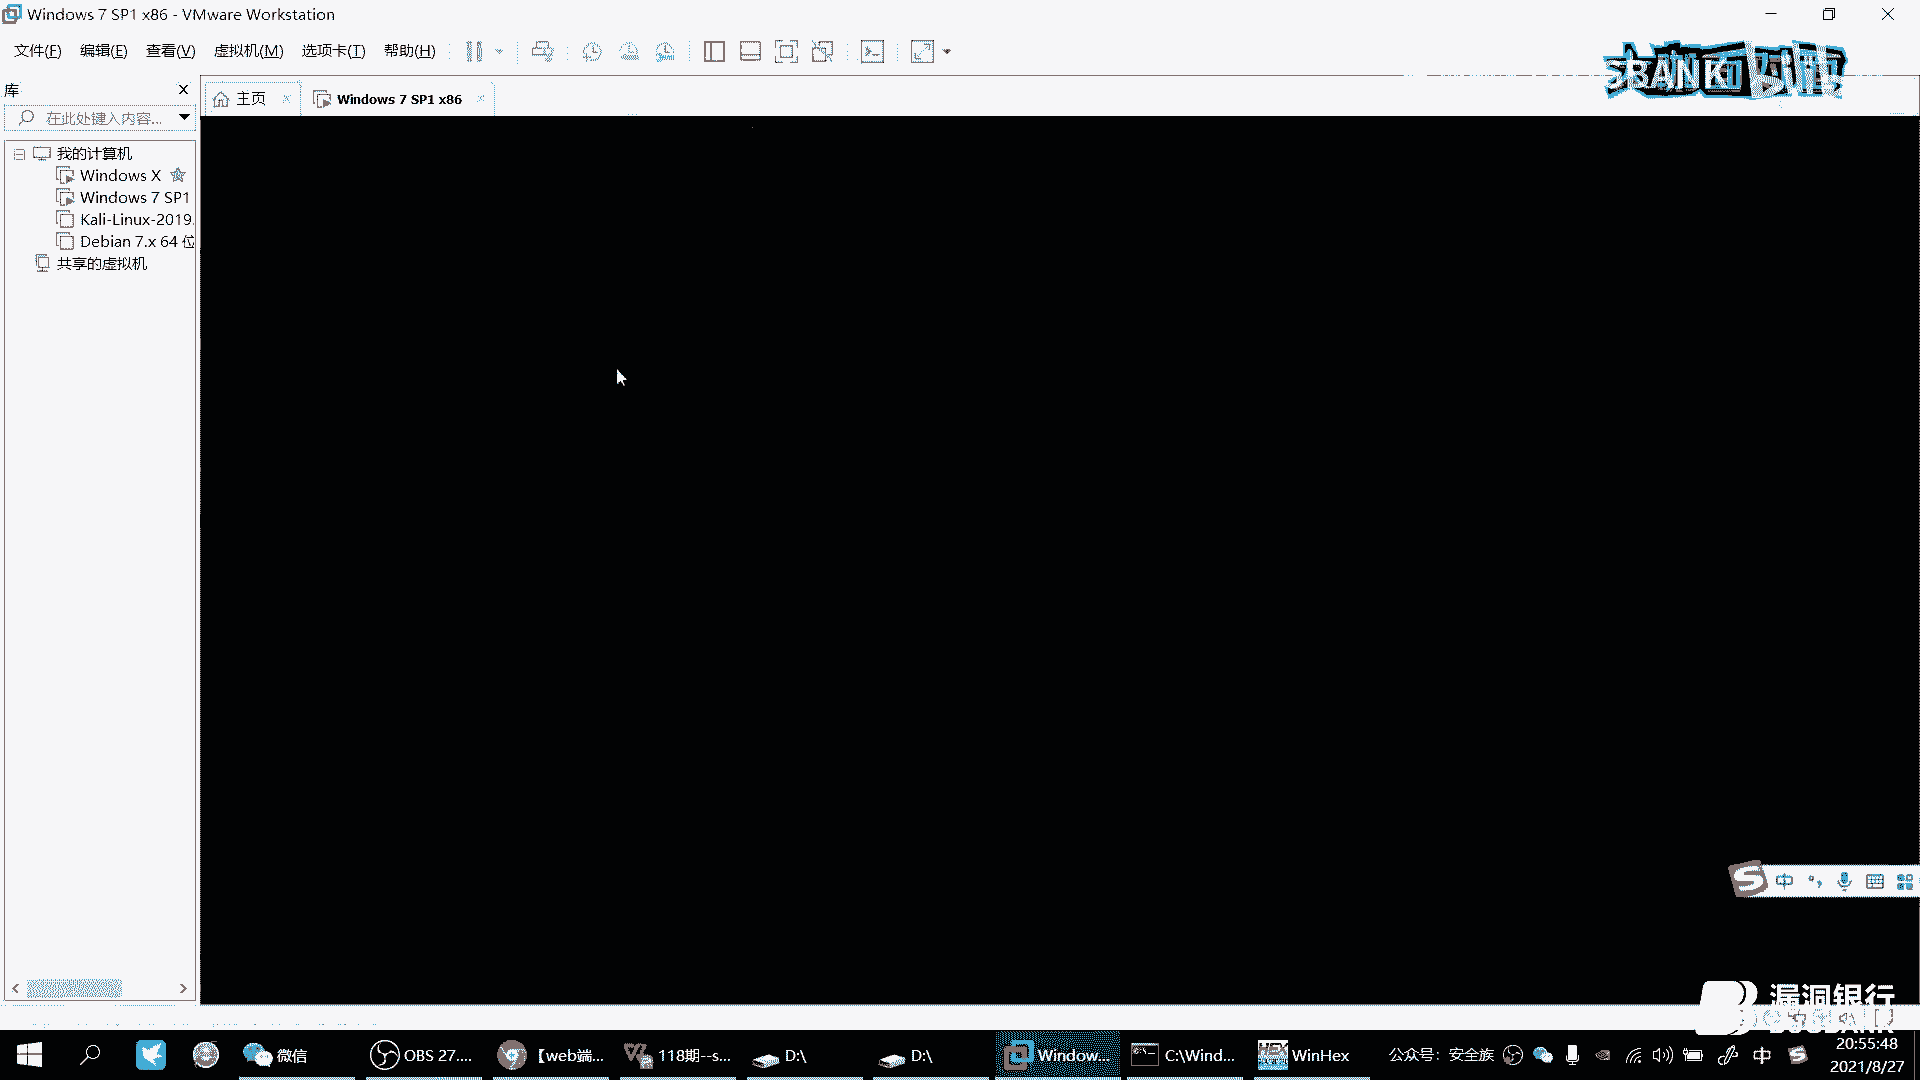 Windows 7 SP1 x86 - VMware Workstation
文件(F) 编辑(E) 查看(V) 虚拟机(M) 选项卡(T) 帮助(H)
库
在此处键入内容...
主页
Windows 7 SP1 x86
我的计算机
Windows X
Windows 7 SP1
Kali-Linux-2019.
Debian 7.x 64 位
共享的虚拟机
中
漏洞银行
BUGBANK
微信
OBS 27....
【web端...
118期--s...
D:\
D:\
Window...
C:\Wind...
WinHex
公众号：安全族
中
20:55:48
2021/8/27